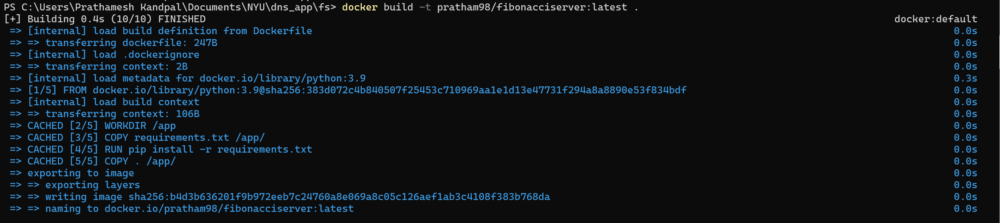 PS C:\Users\Prathamesh Kandpal\Documents\NYU\dns_app\fs> docker build -t pratham98/fibonacciserver:latest .
[+] Building 0.4s (10/10) FINISHED docker:default
=> [internal] load build definition from Dockerfile 0.0s
=> => transferring dockerfile: 247B 0.0s
=> [internal] load .dockerignore 0.0s
=> => transferring context: 2B 0.0s
=> [internal] load metadata for docker.io/library/python:3.9 0.3s
=> [1/5] FROM docker.io/library/python:3.9@sha256:383d072c4b840507f25453c710969aa1e1d13e47731f294a8a8890e53f834bdf 0.0s
=> [internal] load build context 0.0s
=> => transferring context: 106B 0.0s
=> CACHED [2/5] WORKDIR /app 0.0s
=> CACHED [3/5] COPY requirements.txt /app/ 0.0s
=> CACHED [4/5] RUN pip install -r requirements.txt 0.0s
=> CACHED [5/5] COPY . /app/ 0.0s
=> exporting to image 0.0s
=> => exporting layers 0.0s
=> => writing image sha256:b4d3b636201f9b972eeb7c24760a8e069a8c05c126aef1ab3c4108f383b768da 0.0s
=> => naming to docker.io/pratham98/fibonacciserver:latest 0.0s